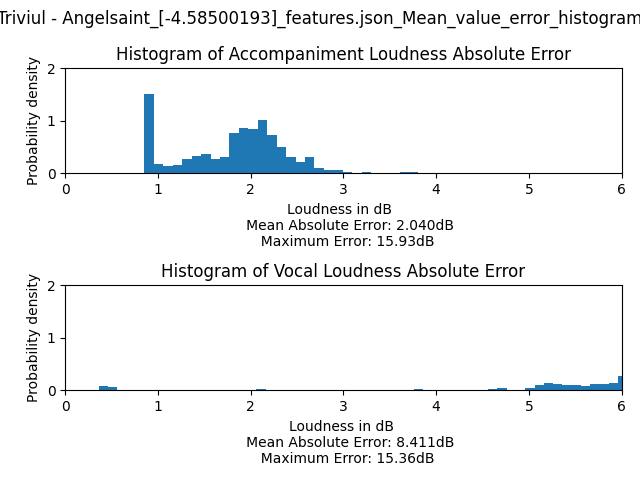 Triviul - Angelsaint_[-4.58500193]_features.json_Mean_value_error_histogram
Histogram of Accompaniment Loudness Absolute Error
Probability density
2
1
0
0 1 2 3 4 5 6
Loudness in dB
Mean Absolute Error: 2.040dB
Maximum Error: 15.93dB
Histogram of Vocal Loudness Absolute Error
Probability density
2
1
0
0 1 2 3 4 5 6
Loudness in dB
Mean Absolute Error: 8.411dB
Maximum Error: 15.36dB